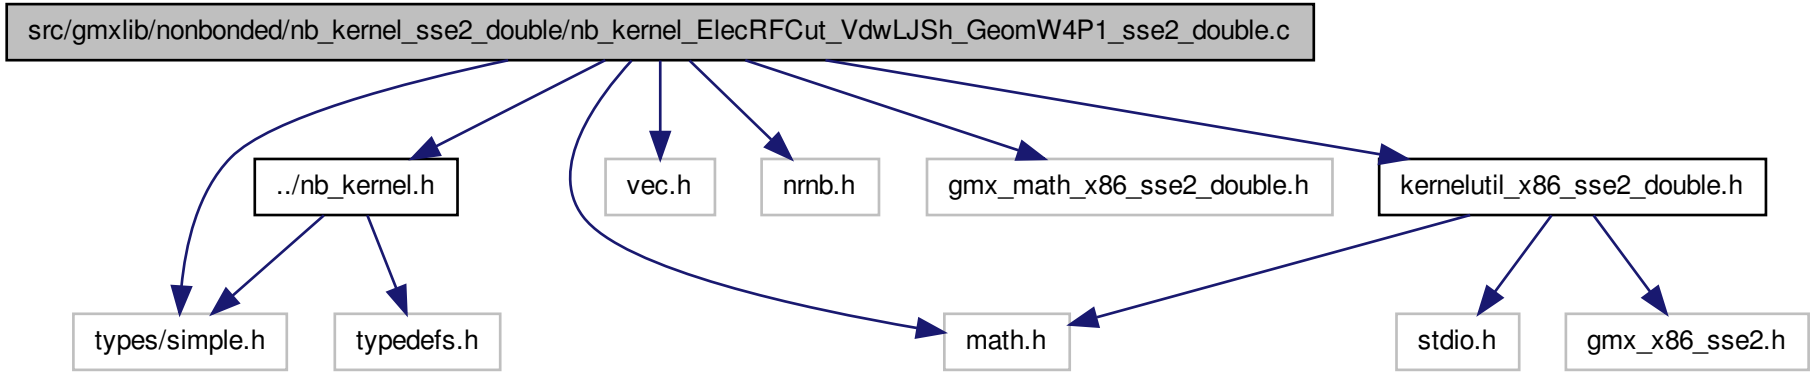 src/gmxlib/nonbonded/nb_kernel_sse2_double/nb_kernel_ElecRFCut_VdwLJSh_GeomW4P1_sse2_double.c
../nb_kernel.h
vec.h
nrnb.h
gmx_math_x86_sse2_double.h
kernelutil_x86_sse2_double.h
types/simple.h
typedefs.h
math.h
stdio.h
gmx_x86_sse2.h